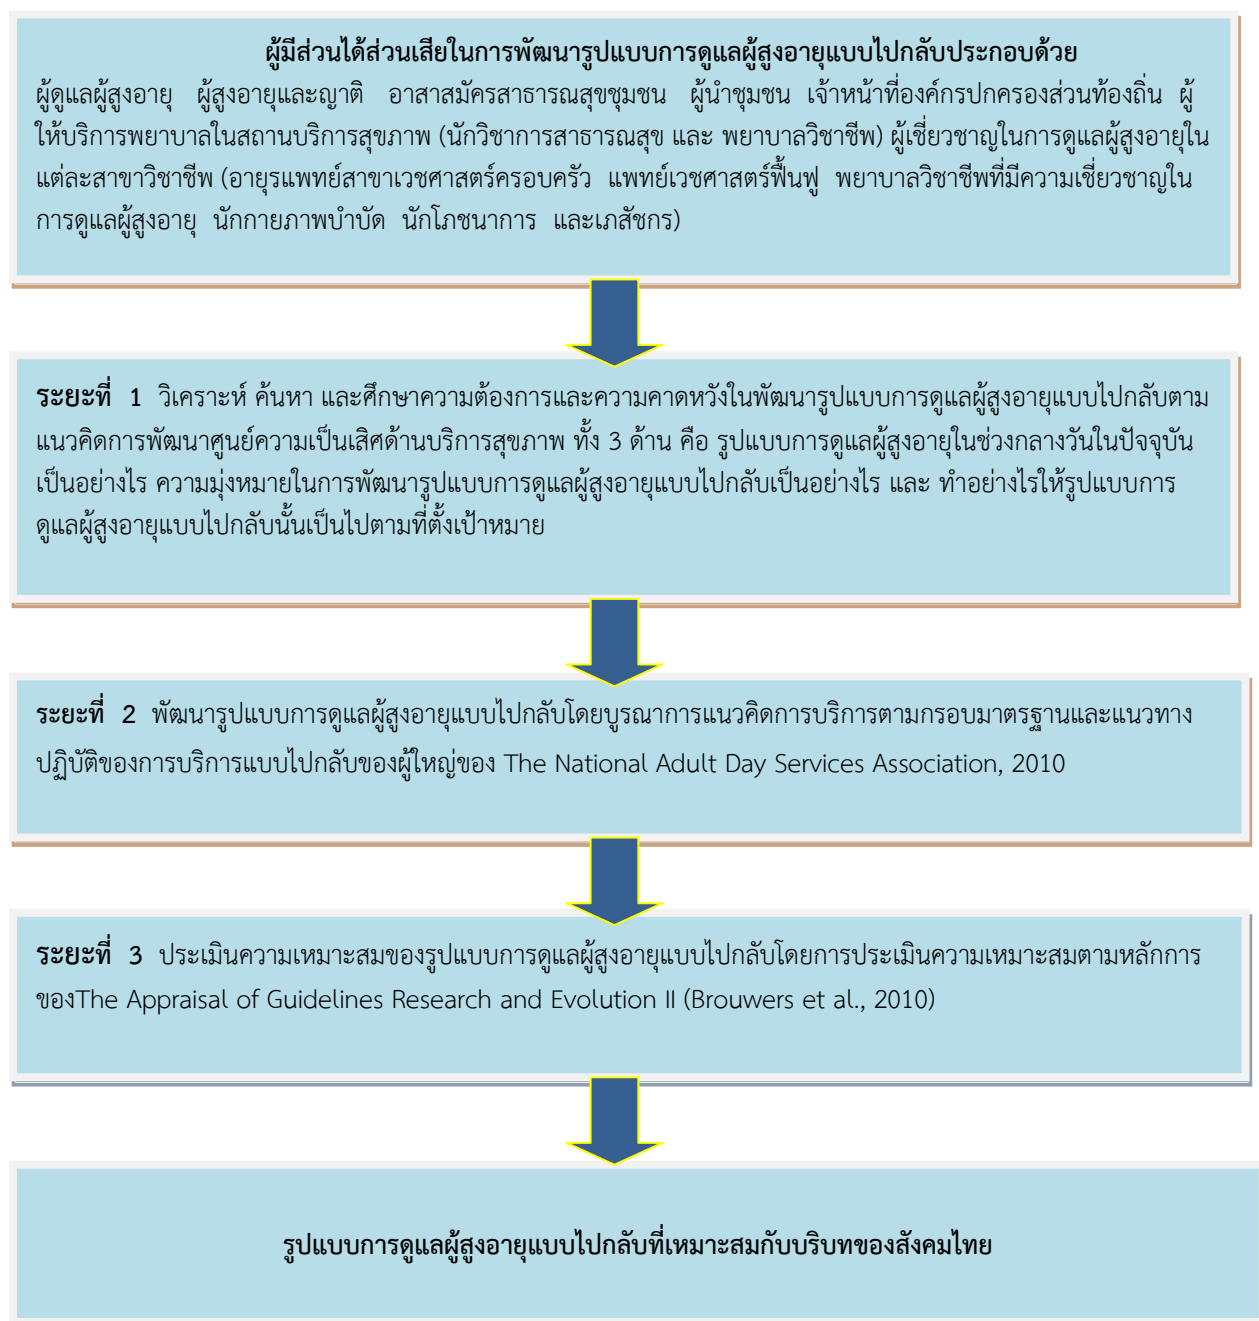 ผู้มีส่วนได้ส่วนเสียในการพัฒนารูปแบบการดูแลผู้สูงอายุแบบไปกลับประกอบด้วย
ผู้ดูแลผู้สูงอายุ ผู้สูงอายุและญาติ อาสาสมัครสาธารณสุขชุมชน ผู้นำชุมชน เจ้าหน้าที่องค์กรปกครองส่วนท้องถิ่น ผู้
ให้บริการพยาบาลในสถานบริการสุขภาพ (นักวิชาการสาธารณสุข และ พยาบาลวิชาชีพ) ผู้เชี่ยวชาญในการดูแลผู้สูงอายุใน
แต่ละสาขาวิชาชีพ (อายุรแพทย์สาขาเวชศาสตร์ครอบครัว แพทย์เวชศาสตร์ฟื้นฟู พยาบาลวิชาชีพที่มีความเชี่ยวชาญใน
การดูแลผู้สูงอายุ นักกายภาพบำบัด นักโภชนาการ และเภสัชกร)
ระยะที่ 1 วิเคราะห์ ค้นหา และศึกษาความต้องการและความคาดหวังในพัฒนารูปแบบการดูแลผู้สูงอายุแบบไปกลับตาม
แนวคิดการพัฒนาศูนย์ความเป็นเลิศด้านบริการสุขภาพ ทั้ง 3 ด้าน คือ รูปแบบการดูแลผู้สูงอายุในช่วงกลางวันในปัจจุบัน
เป็นอย่างไร ความมุ่งหมายในการพัฒนารูปแบบการดูแลผู้สูงอายุแบบไปกลับเป็นอย่างไร และ ทำอย่างไรให้รูปแบบการ
ดูแลผู้สูงอายุแบบไปกลับนั้นเป็นไปตามที่ตั้งเป้าหมาย
ระยะที่ 2 พัฒนารูปแบบการดูแลผู้สูงอายุแบบไปกลับโดยบูรณาการแนวคิดการบริการตามกรอบมาตรฐานและแนวทาง
ปฏิบัติของการบริการแบบไปกลับของผู้ใหญ่ของ The National Adult Day Services Association, 2010
ระยะที่ 3 ประเมินความเหมาะสมของรูปแบบการดูแลผู้สูงอายุแบบไปกลับโดยการประเมินความเหมาะสมตามหลักการ
ของThe Appraisal of Guidelines Research and Evolution II (Brouwers et al., 2010)
รูปแบบการดูแลผู้สูงอายุแบบไปกลับที่เหมาะสมกับบริบทของสังคมไทย